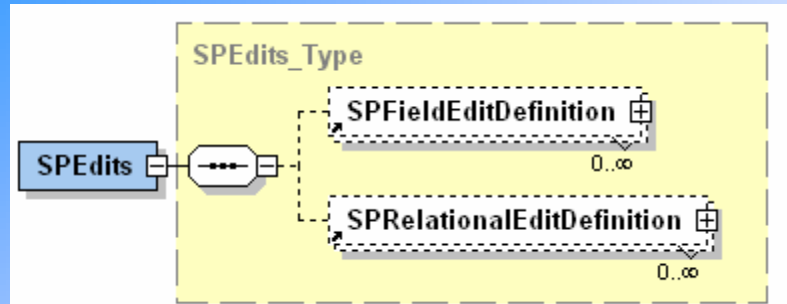 SPEdits_Type
SPFieldEditDefinition
0..∞
SPEdits
SPRelationalEditDefinition
0..∞